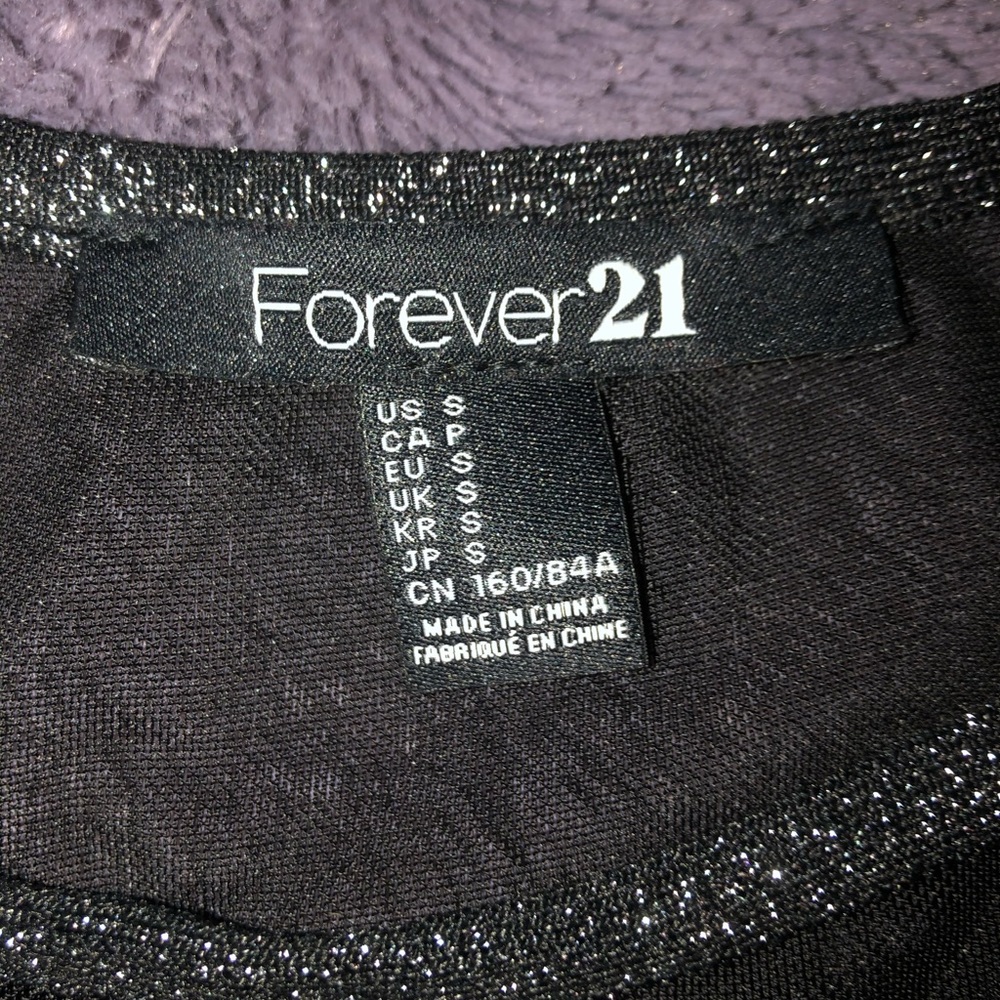 Forever21
US S
CA P
EU S
UK S
KR S
JP S
CN 160/84A
MADE IN CHINA
FABRIQUÉ EN CHINE